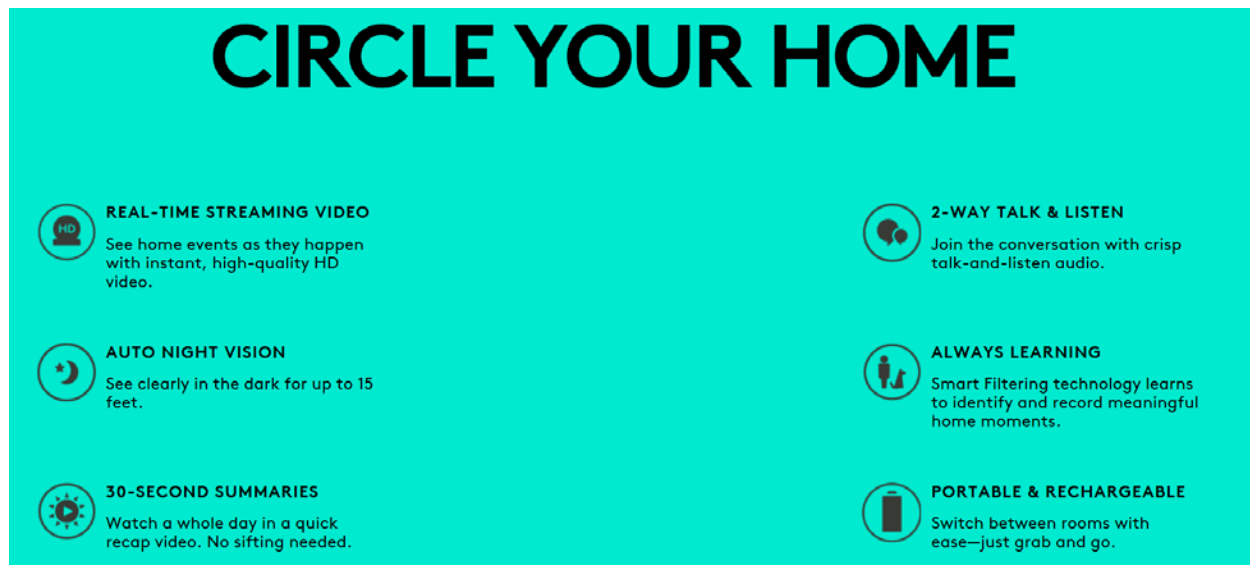 CIRCLE YOUR HOME
HD
REAL-TIME STREAMING VIDEO
See home events as they happen
with instant, high-quality HD
video.
AUTO NIGHT VISION
See clearly in the dark for up to 15
feet.
30-SECOND SUMMARIES
Watch a whole day in a quick
recap video. No sifting needed.
2-WAY TALK & LISTEN
Join the conversation with crisp
talk-and-listen audio.
ALWAYS LEARNING
Smart Filtering technology learns
to identify and record meaningful
home moments.
PORTABLE & RECHARGEABLE
Switch between rooms with
ease—just grab and go.